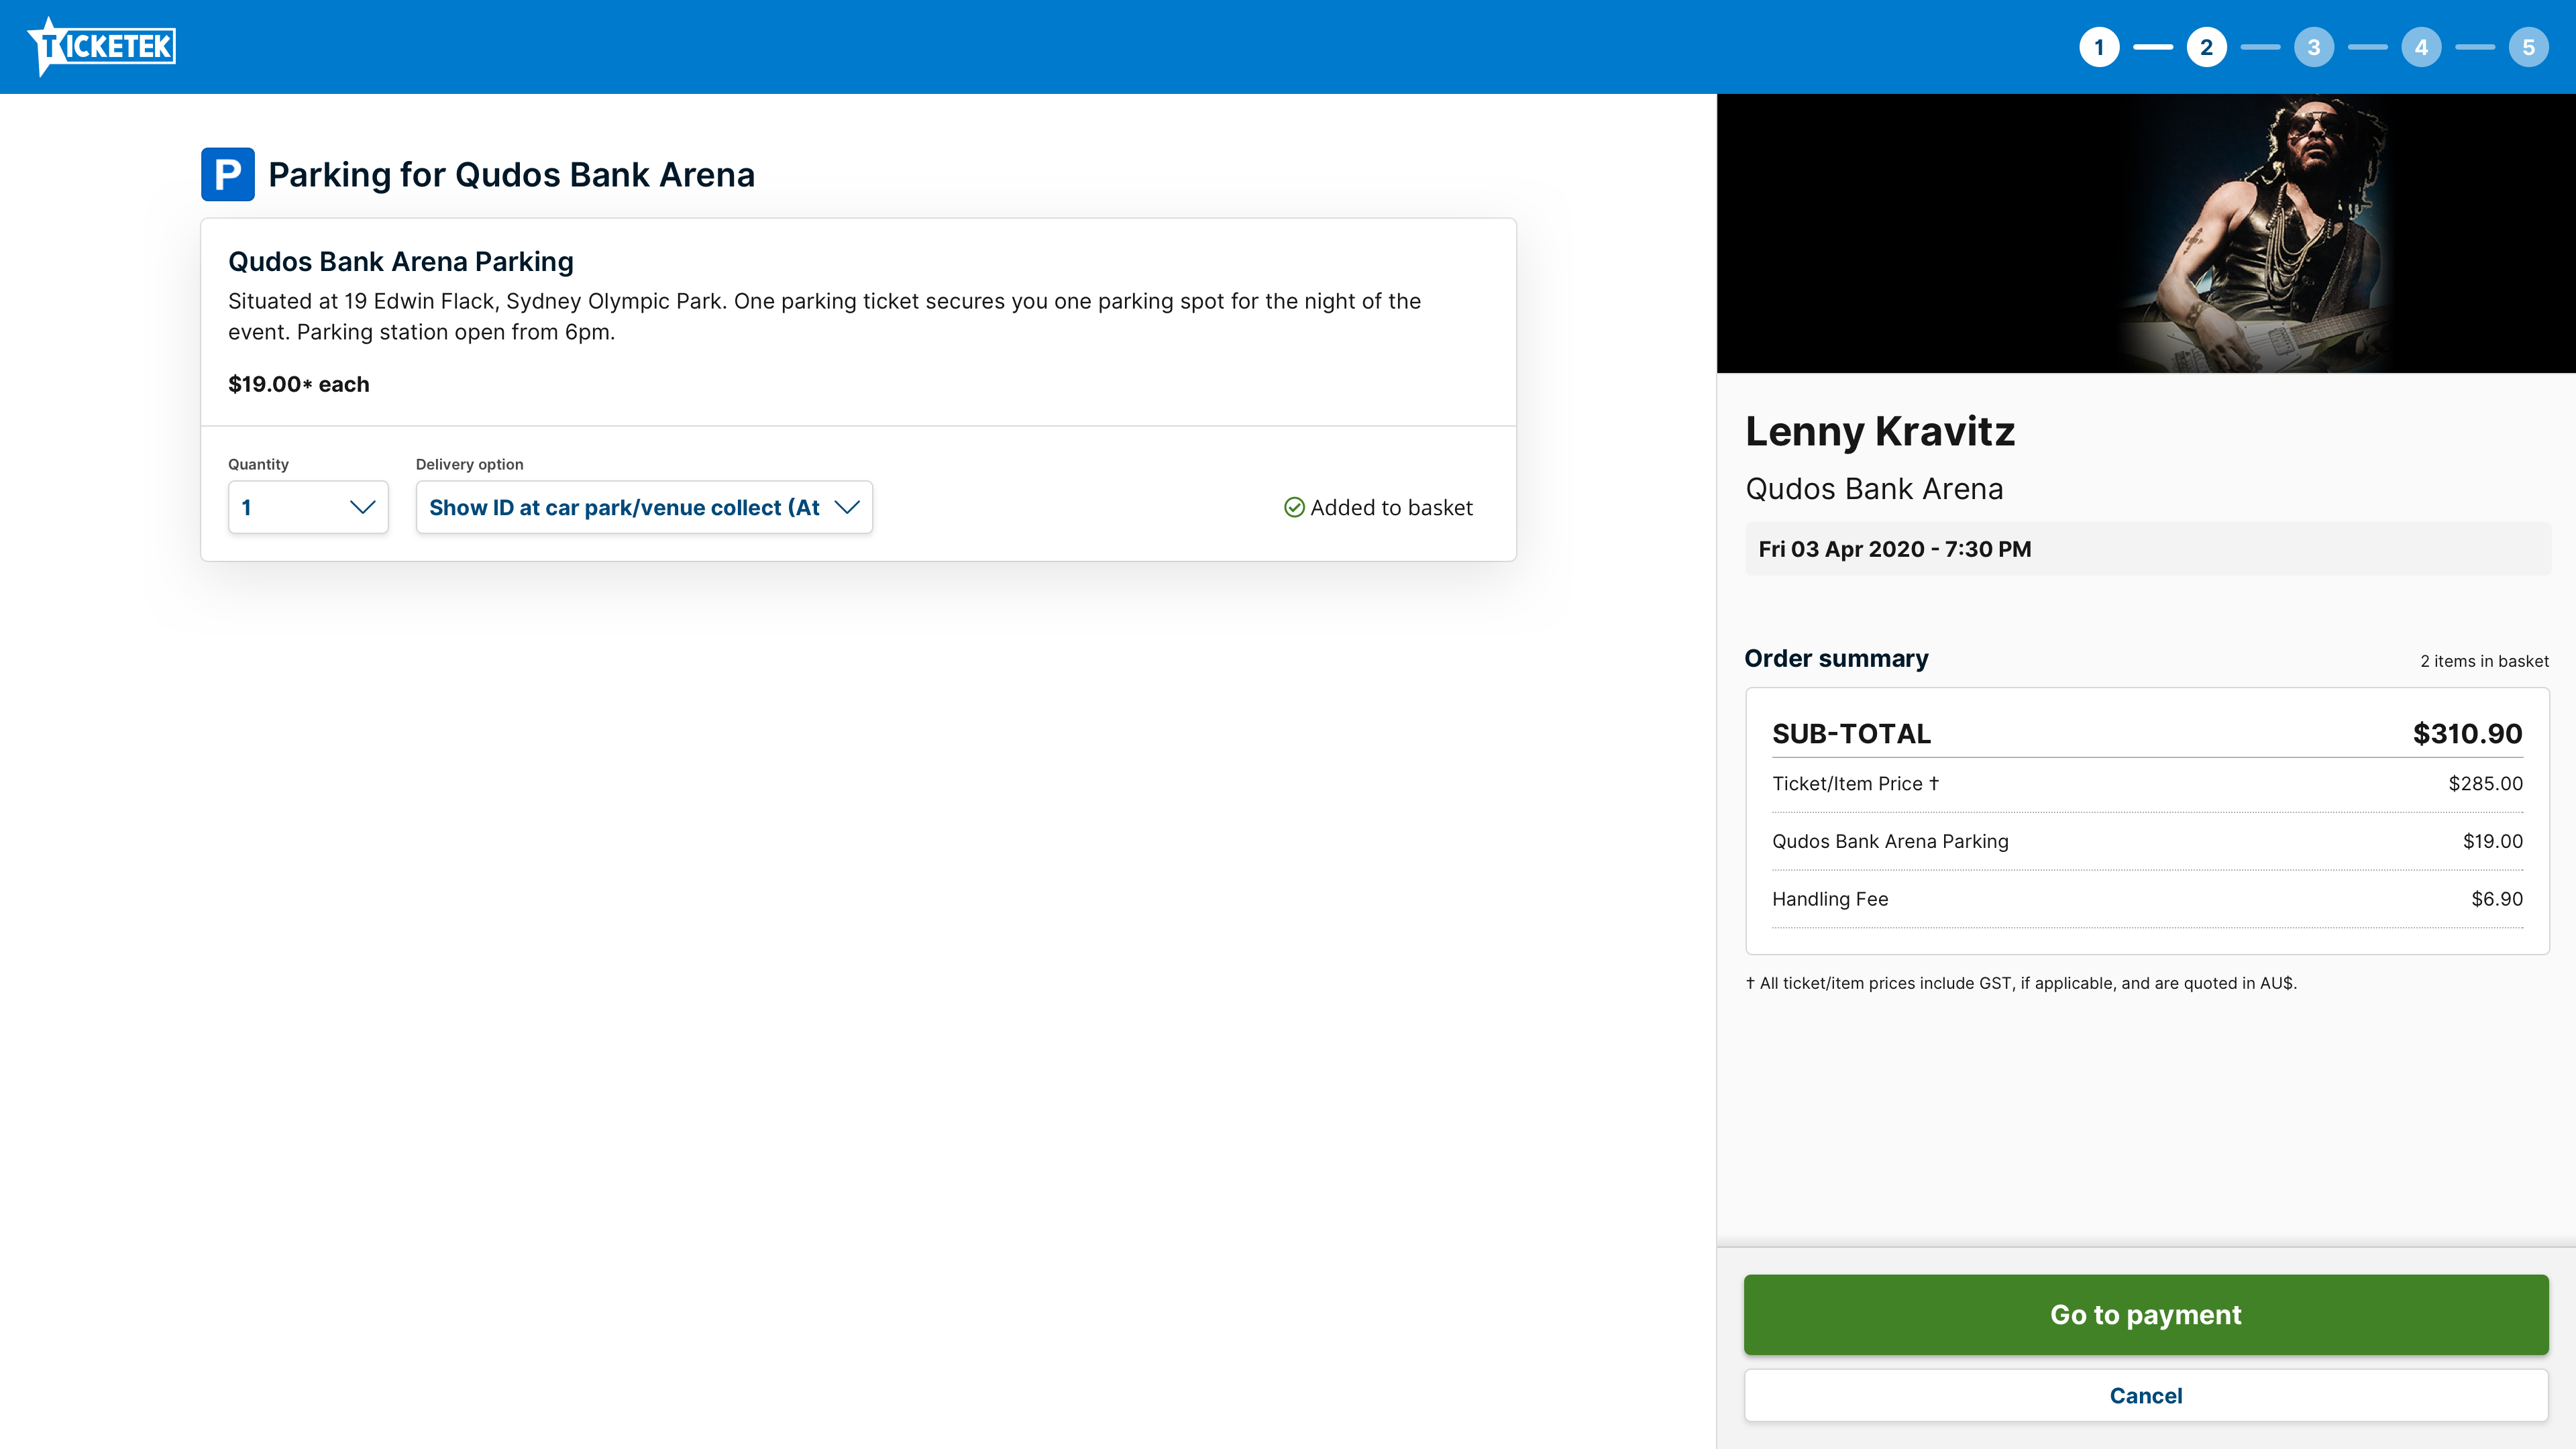 TICKETEK
1 2 3 4 5
P Parking for Qudos Bank Arena
Qudos Bank Arena Parking
Situated at 19 Edwin Flack, Sydney Olympic Park. One parking ticket secures you one parking spot for the night of the
event. Parking station open from 6pm.
$19.00* each
Quantity
1
Delivery option
Show ID at car park/venue collect (At
Added to basket
Lenny Kravitz
Qudos Bank Arena
Fri 03 Apr 2020 - 7:30 PM
Order summary
2 items in basket
SUB-TOTAL $310.90
Ticket/Item Price † $285.00
Qudos Bank Arena Parking $19.00
Handling Fee $6.90
† All ticket/item prices include GST, if applicable, and are quoted in AU$.
Go to payment
Cancel